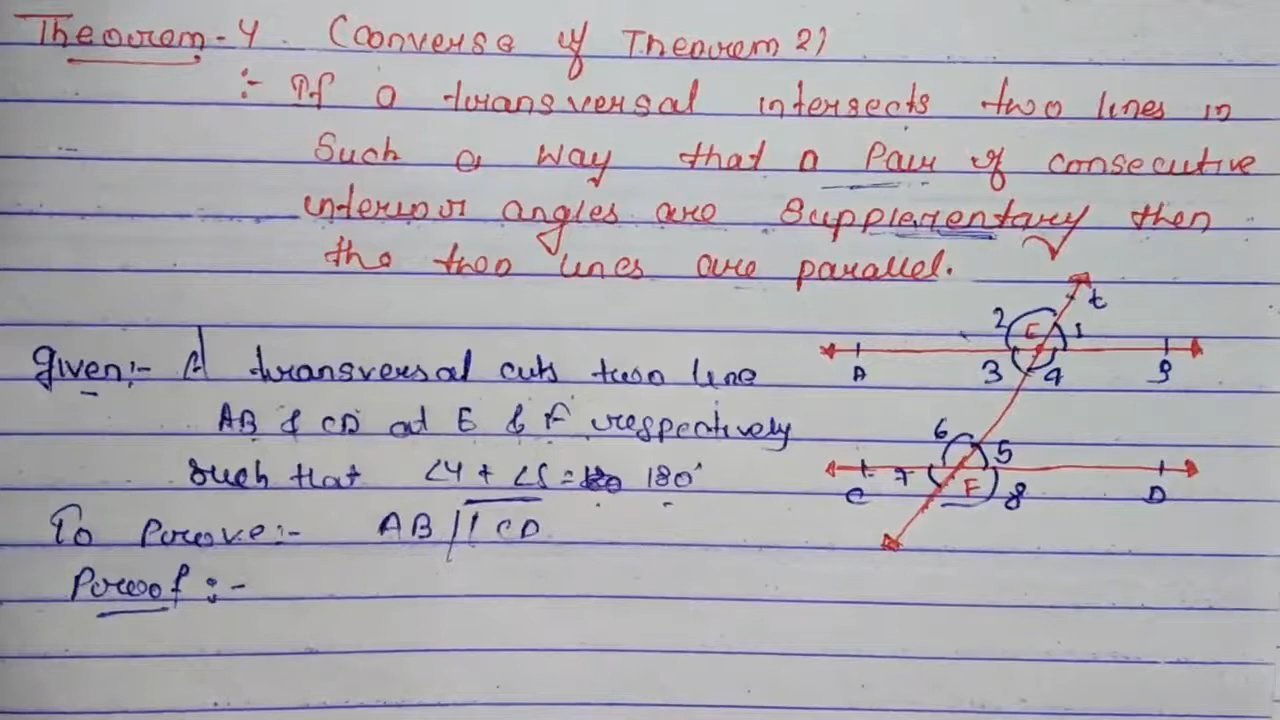 Theorem-4. (Converse of Theorem 2)
:- If a transversal intersects two lines in
Such a way that a Pair of consecutive
interior angles are Supplementary then
the two lines are parallel.
Given:- A transversal cuts two line
AB & CD at E & F respectively
such that ∠4 + ∠5 = 180°
To Prove:- AB || CD
Proof :-
t
2 E 1
A 3 4 B
6 5
C 7 F 8 D